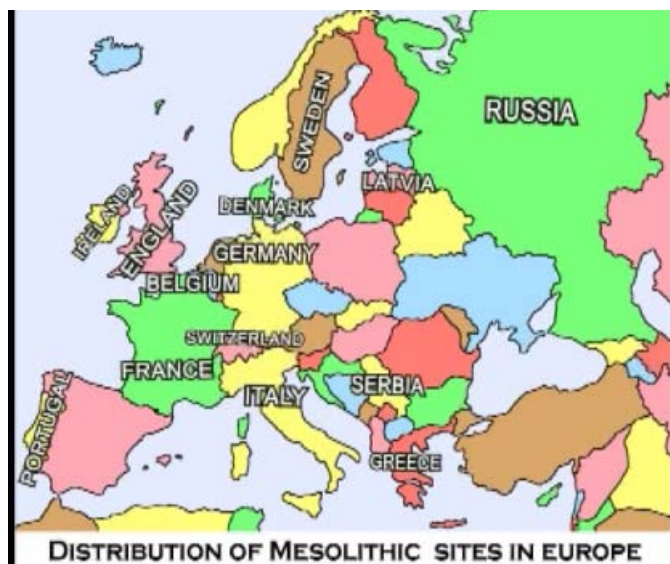 RUSSIA
SWEDEN
LATVIA
DENMARK
IRELAND
ENGLAND
GERMANY
BELGIUM
SWITZERLAND
FRANCE
ITALY
SERBIA
PORTUGAL
GREECE
DISTRIBUTION OF MESOLITHIC SITES IN EUROPE